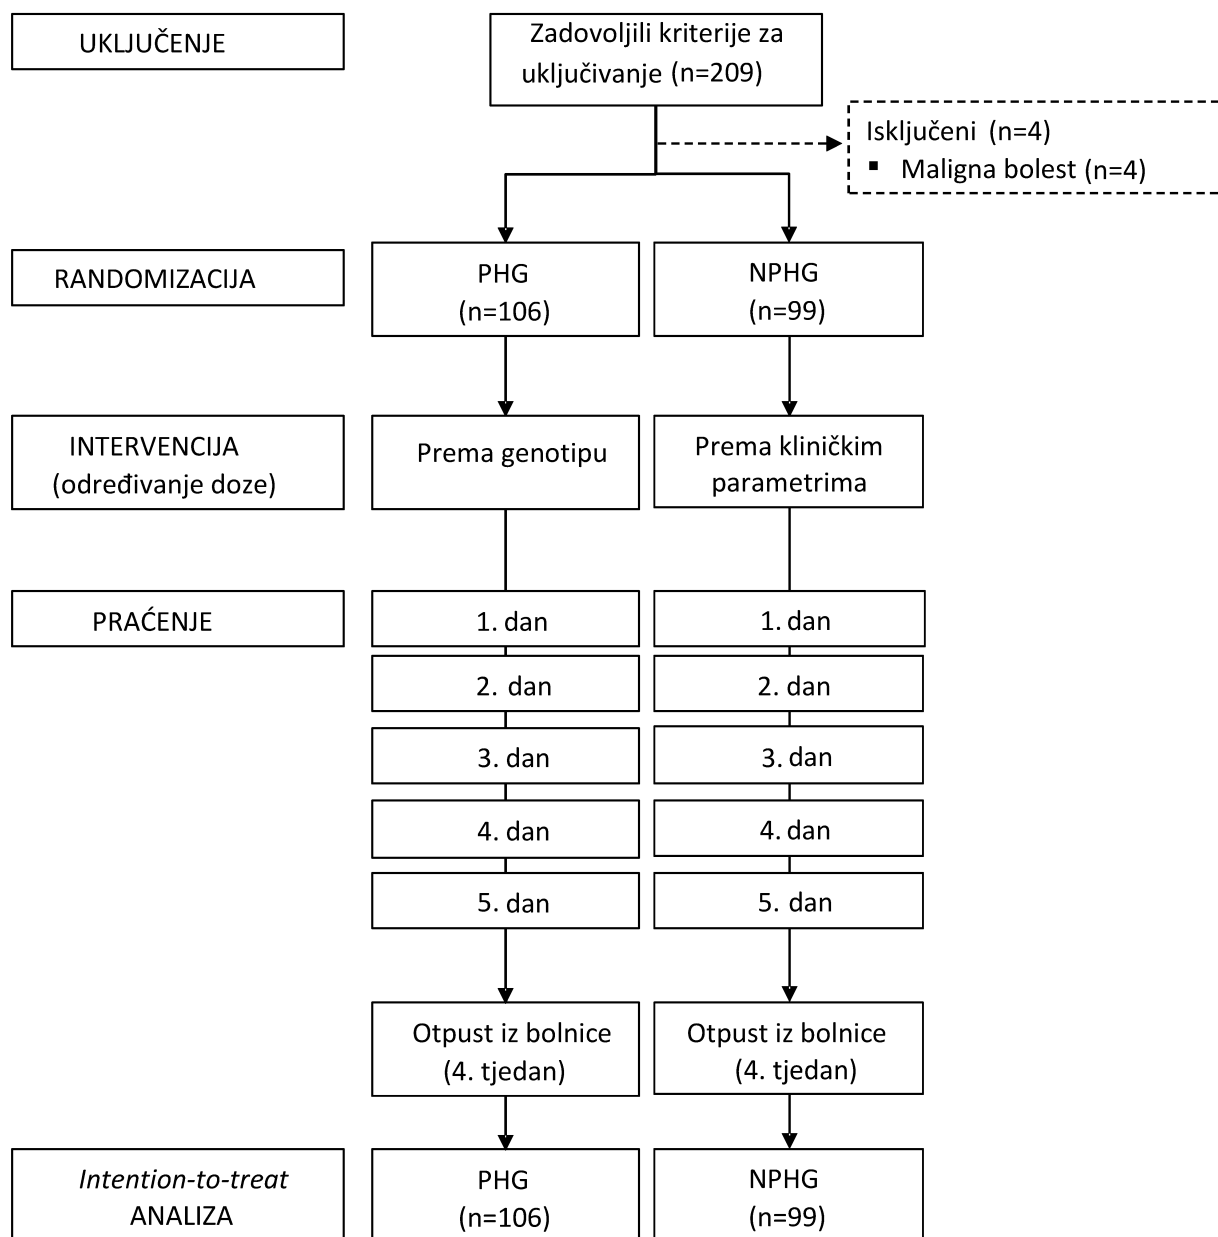 UKLJUČENJE
Zadovoljili kriterije za
uključivanje (n=209)
Isključeni (n=4)
▪ Maligna bolest (n=4)
RANDOMIZACIJA
PHG
(n=106)
NPHG
(n=99)
INTERVENCIJA
(određivanje doze)
Prema genotipu
Prema kliničkim
parametrima
PRAĆENJE
1. dan
1. dan
2. dan
2. dan
3. dan
3. dan
4. dan
4. dan
5. dan
5. dan
Otpust iz bolnice
(4. tjedan)
Otpust iz bolnice
(4. tjedan)
Intention-to-treat
ANALIZA
PHG
(n=106)
NPHG
(n=99)